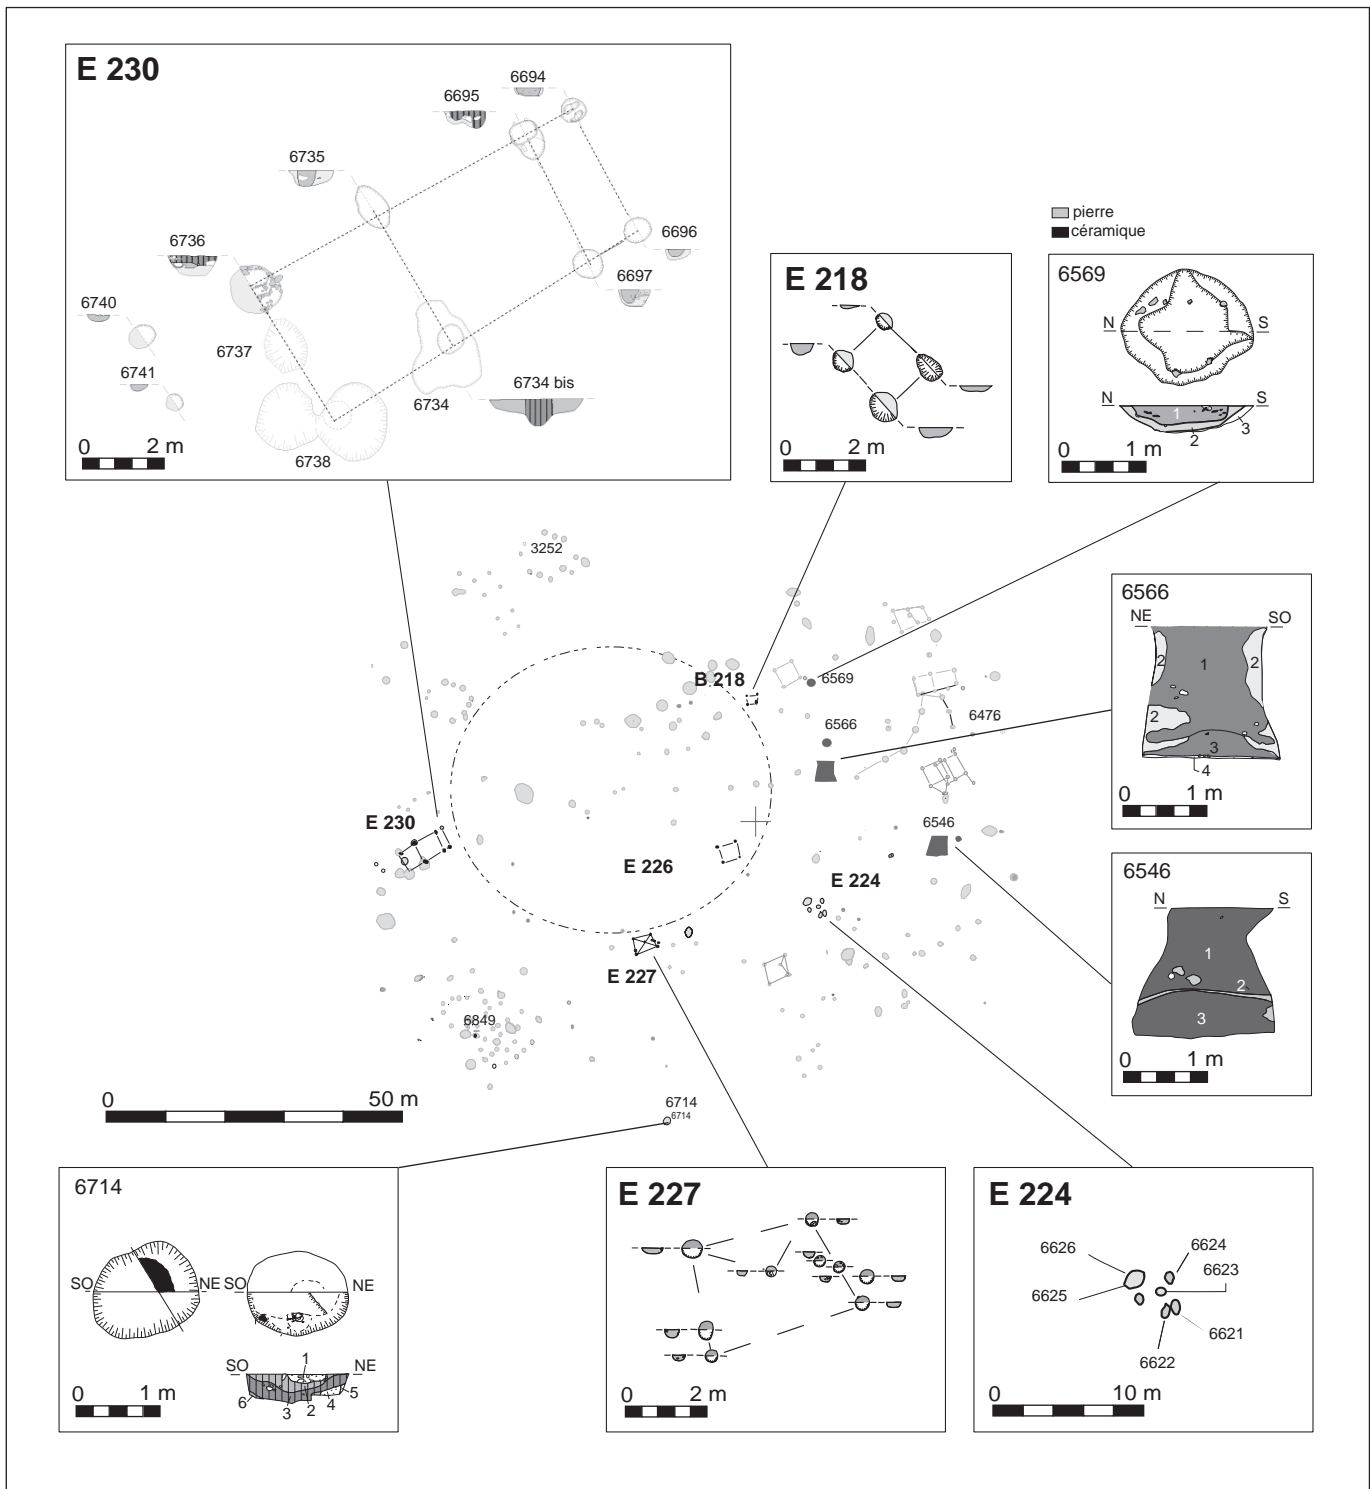 E 230
6694
6695
6735
6736
6696
6697
6740
6737
6741
6734
6734 bis
6738
0 2 m
pierre
céramique
E 218
0 2 m
6569
N S
N S
1
2
3
0 1 m
3252
B 218
6569
6566
6476
6566
NE SO
2 1 2
2
3
4
0 1 m
E 230
E 226
6546
E 224
E 227
6849
6546
N S
1
2
3
0 1 m
0 50 m
6714
6714
6714
SO NE SO NE
SO 1 NE
6 3 2 4 5
0 1 m
E 227
0 2 m
E 224
6626 6624
6623
6625
6621
6622
0 10 m